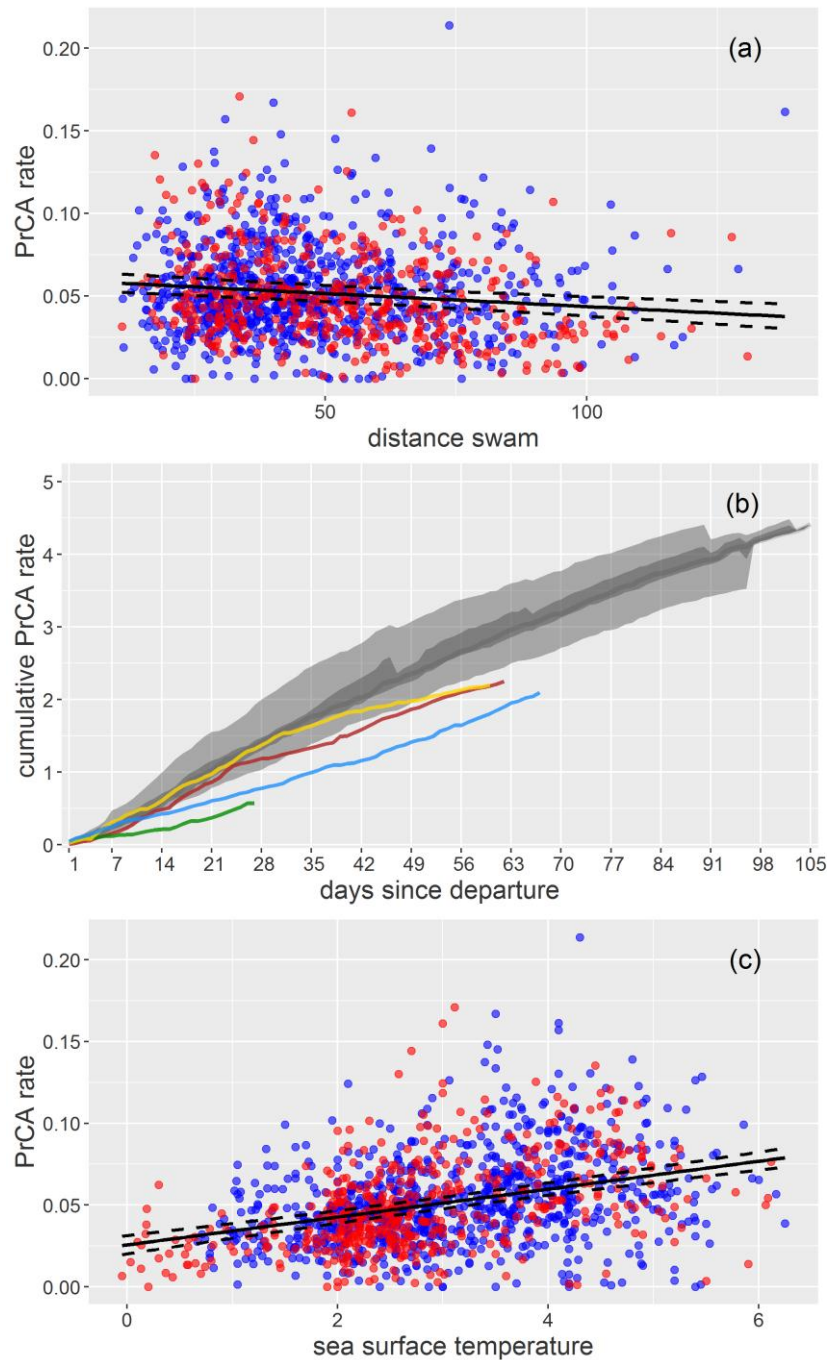 (a)
PrCA rate
0.20
0.15
0.10
0.05
0.00
50 100
distance swam
(b)
cumulative PrCA rate
5
4
3
2
1
0
1 7 14 21 28 35 42 49 56 63 70 77 84 91 98 105
days since departure
(c)
PrCA rate
0.20
0.15
0.10
0.05
0.00
0 2 4 6
sea surface temperature